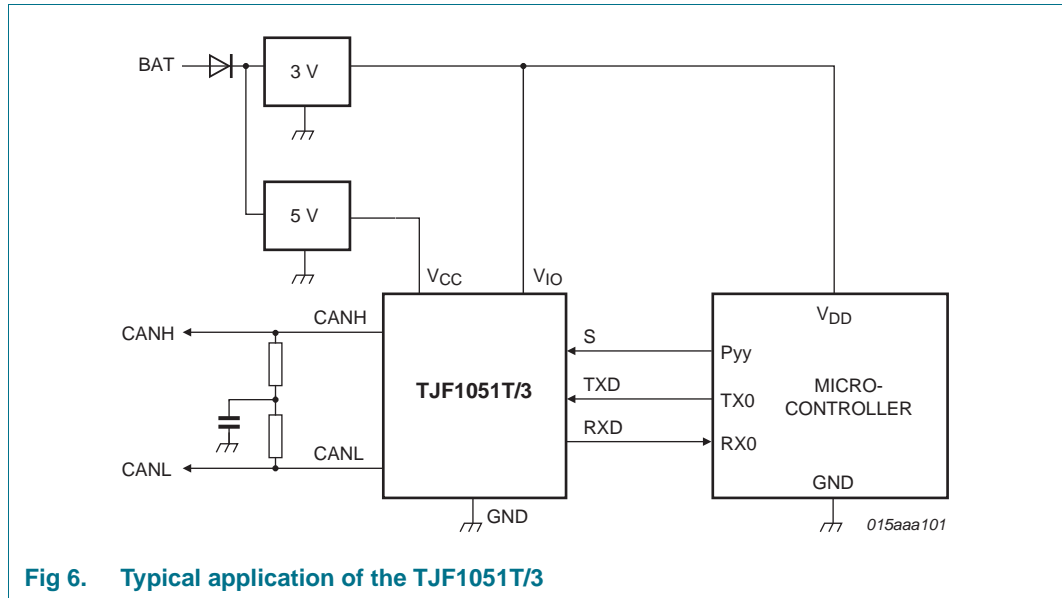 BAT
3 V
5 V
VCC
VIO
VDD
CANH
CANH
S
Pyy
TJF1051T/3
TXD
TX0
MICRO-
CONTROLLER
RXD
RX0
CANL
CANL
GND
GND
015aaa101
Fig 6. Typical application of the TJF1051T/3